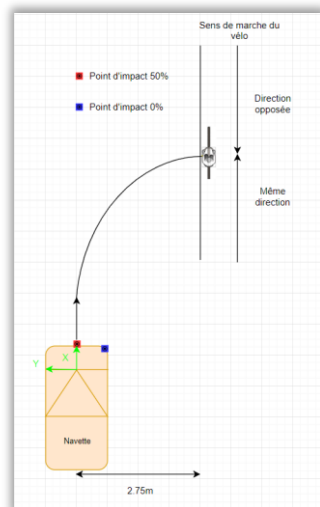 Sens de marche du
vélo
Point d'impact 50%
Point d'impact 0%
Direction
opposée
Même
direction
X
Y
Navette
2.75m